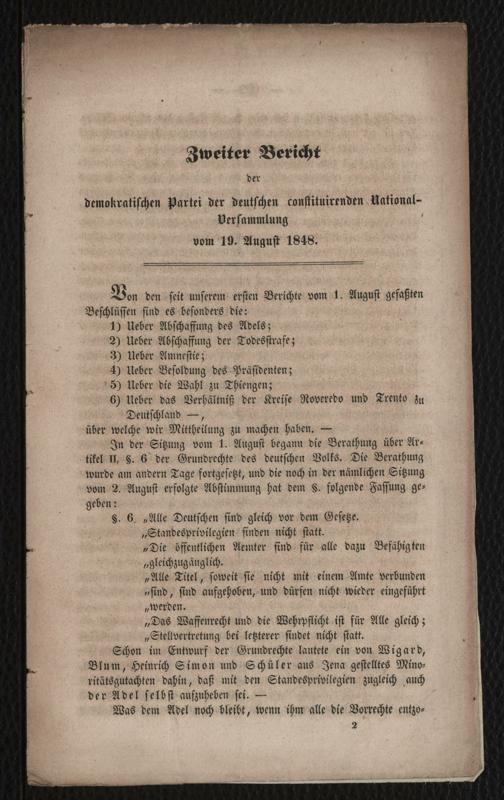 Zweiter Bericht
der
demokratischen Partei der deutschen constituirenden National-
Versammlung
vom 19. August 1848.
Von den seit unserem ersten Berichte vom 1. August gefaßten
Beschlüssen sind es besonders die:
1) Ueber Abschaffung des Adels;
2) Ueber Abschaffung der Todesstrafe;
3) Ueber Amnestie;
4) Ueber Besoldung des Präsidenten;
5) Ueber die Wahl zu Thiengen;
6) Ueber das Verhältniß der Kreise Roveredo und Trento zu
Deutschland —,
über welche wir Mittheilung zu machen haben. —
In der Sitzung vom 1. August begann die Berathung über Ar-
tikel II, §. 6 der Grundrechte des deutschen Volks. Die Berathung
wurde am andern Tage fortgesetzt, und die noch in der nämlichen Sitzung
vom 2. August erfolgte Abstimmung hat dem §. folgende Fassung ge-
geben:
§. 6. „Alle Deutschen sind gleich vor dem Gesetze.
„Standesprivilegien finden nicht statt.
„Die öffentlichen Aemter sind für alle dazu Befähigten
„gleichzugänglich.
„Alle Titel, soweit sie nicht mit einem Amte verbunden
„sind, sind aufgehoben, und dürfen nicht wieder eingeführt
„werden.
„Das Waffenrecht und die Wehrpflicht ist für Alle gleich;
„Stellvertretung bei letzterer findet nicht statt.
Schon im Entwurf der Grundrechte lautete ein von Wigard,
Blum, Heinrich Simon und Schüler aus Jena gestelltes Mino-
ritätsgutachten dahin, daß mit den Standesprivilegien zugleich auch
der Adel selbst aufzuheben sei. —
Was dem Adel noch bleibt, wenn ihm alle die Vorrechte entzo-
2